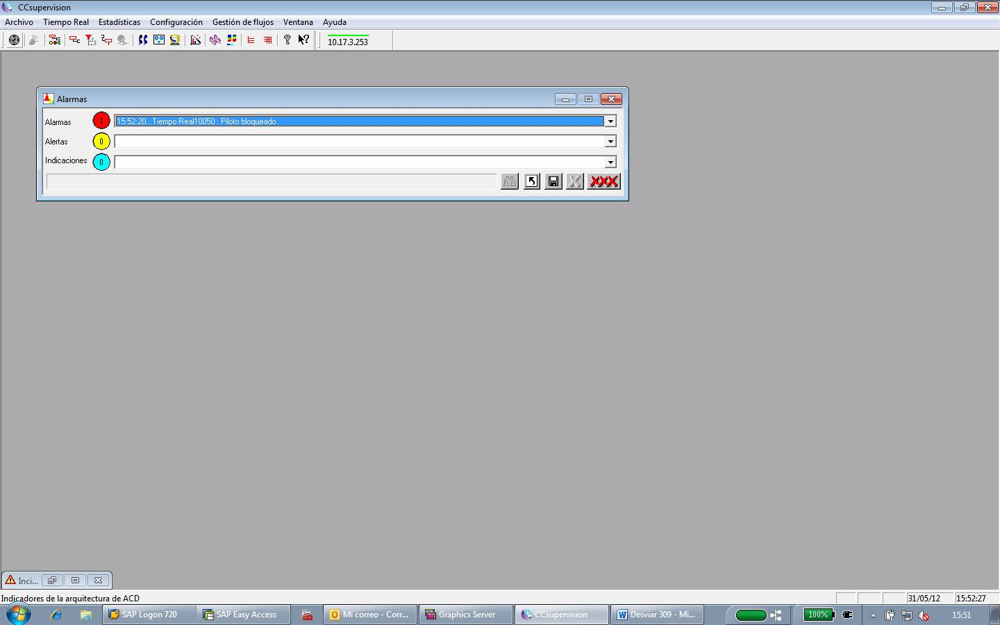 CCsupervision
Archivo Tiempo Real Estadísticas Configuración Gestión de flujos Ventana Ayuda
10.17.3.253
Alarmas
Alarmas 1 15:52:20...Tiempo Real10050 : Piloto bloqueado
Alertas 0
Indicaciones 0
XXX
Inci...
Indicadores de la arquitectura de ACD 31/05/12 15:52:27
SAP Logon 720 SAP Easy Access Mi correo - Corr... Graphics Server CCsupervision Desviar 309 - Mi... 100% 15:51